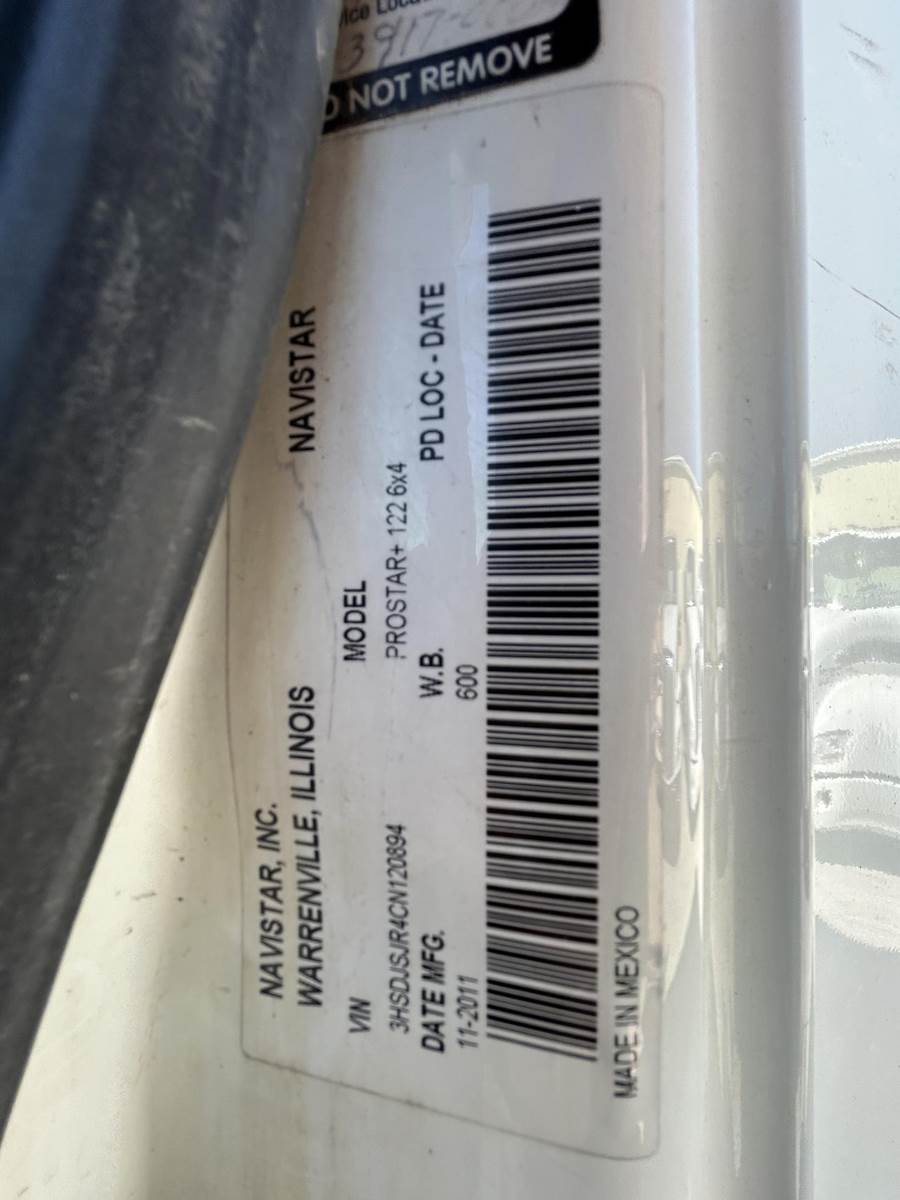 3917-
NOT REMOVE
NAVISTAR, INC.
WARRENVILLE, ILLINOIS NAVISTAR
VIN MODEL
3HSDJSJR4CN120894 PROSTAR+ 122 6x4
DATE MFG. W.B. PD LOC - DATE
11-2011 600
MADE IN MEXICO